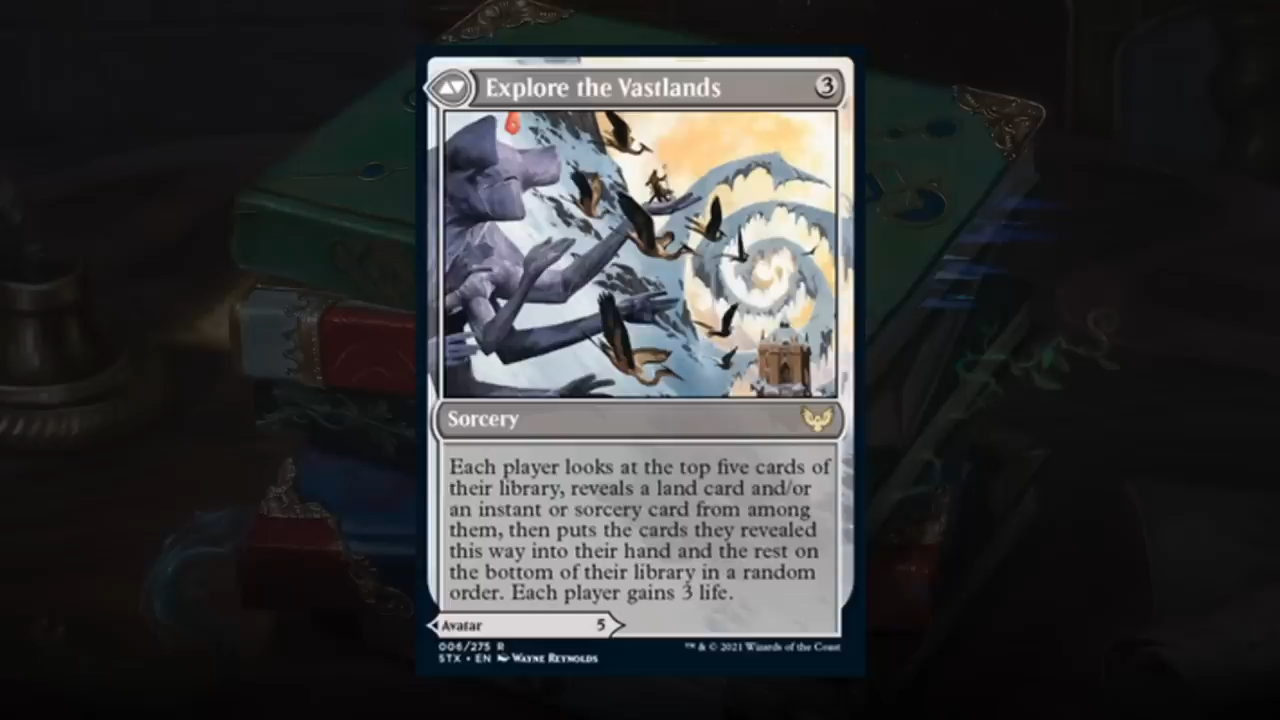 Explore the Vastlands 3
Sorcery
Each player looks at the top five cards of
their library, reveals a land card and/or
an instant or sorcery card from among
them, then puts the cards they revealed
this way into their hand and the rest on
the bottom of their library in a random
order. Each player gains 3 life.
Avatar 5
006/275 R
STX • EN Wayne Reynolds
™ & © 2021 Wizards of the Coast